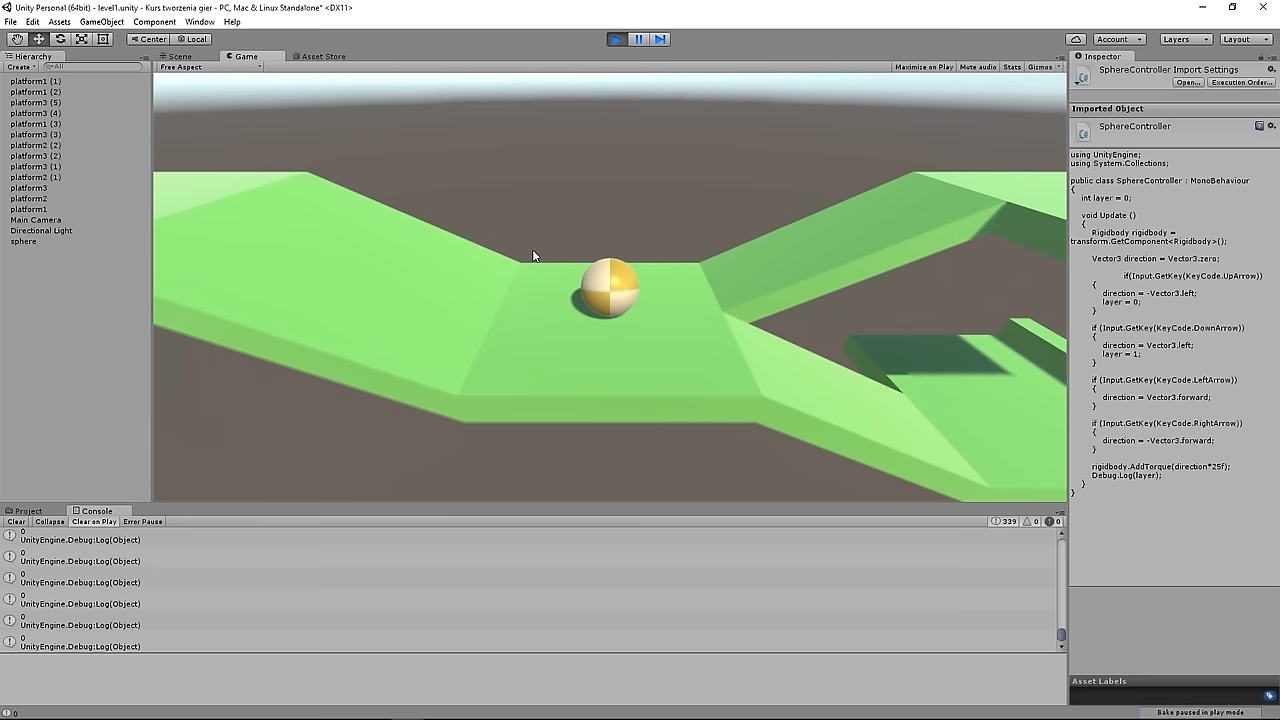 Unity Personal (64bit) - level1.unity - Kurs tworzenia gier - PC, Mac & Linux Standalone* <DX11>
File Edit Assets GameObject Component Window Help
Center Local Account Layers Layout
Hierarchy Scene Game Asset Store Inspector
Create All Free Aspect Maximize on Play Mute audio Stats Gizmos
SphereController Import Settings
Open... Execution Order...
Imported Object
SphereController
platform1 (1)
platform1 (2)
platform3 (5)
platform3 (4)
platform1 (3)
platform3 (3)
platform2 (2)
platform3 (2)
platform3 (1)
platform2 (1)
platform3
platform2
platform1
Main Camera
Directional Light
sphere
using UnityEngine;
using System.Collections;
public class SphereController : MonoBehaviour
{
int layer = 0;
void Update ()
{
Rigidbody rigidbody =
transform.GetComponent<Rigidbody>();
Vector3 direction = Vector3.zero;
if(Input.GetKey(KeyCode.UpArrow))
{
direction = -Vector3.left;
layer = 0;
}
if (Input.GetKey(KeyCode.DownArrow))
{
direction = Vector3.left;
layer = 1;
}
if (Input.GetKey(KeyCode.LeftArrow))
{
direction = Vector3.forward;
}
if (Input.GetKey(KeyCode.RightArrow))
{
direction = -Vector3.forward;
}
rigidbody.AddTorque(direction*25f);
Debug.Log(layer);
}
}
Project Console
Clear Collapse Clear on Play Error Pause 339 0 0
0
UnityEngine.Debug:Log(Object)
0
UnityEngine.Debug:Log(Object)
0
UnityEngine.Debug:Log(Object)
0
UnityEngine.Debug:Log(Object)
0
UnityEngine.Debug:Log(Object)
0
UnityEngine.Debug:Log(Object)
Asset Labels
0
Bake paused in play mode